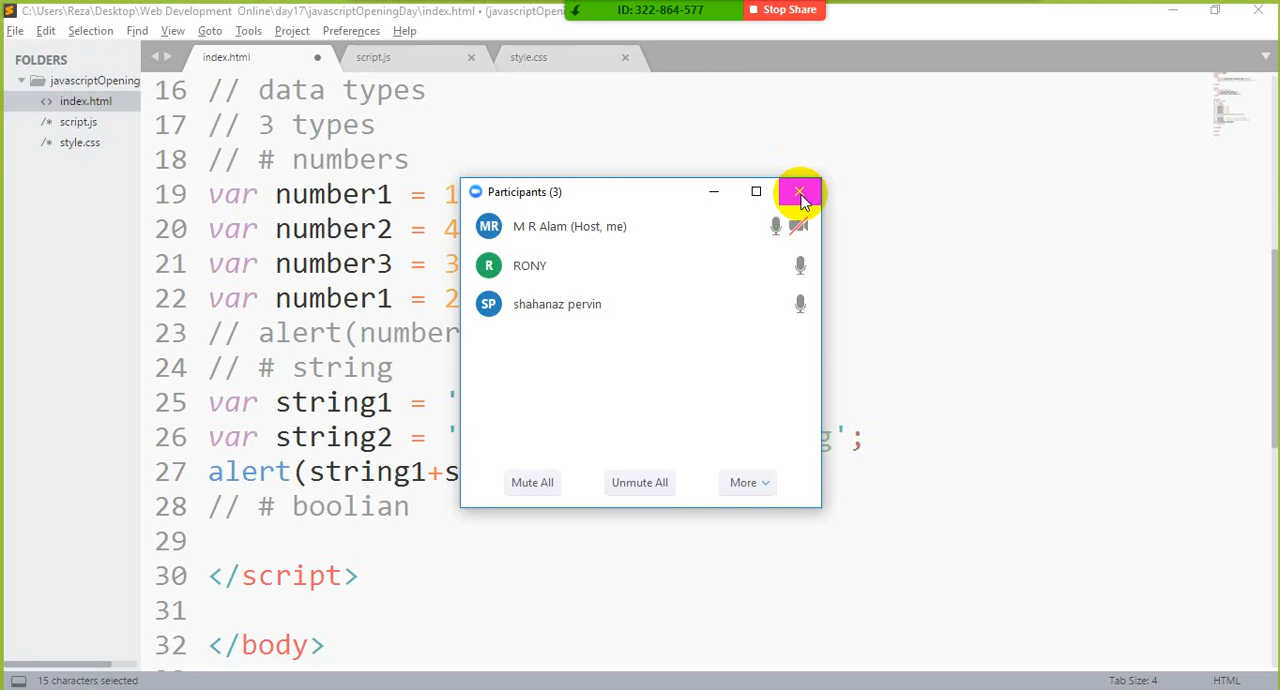 C:\Users\Reza\Desktop\Web Development Online\day17\javascriptOpeningDay\index.html • (javascriptOpeni
ID: 322-864-577
Stop Share
File Edit Selection Find View Goto Tools Project Preferences Help
FOLDERS
javascriptOpening
<> index.html
/* script.js
/* style.css
index.html
script.js
style.css
16 // data types
17 // 3 types
18 // # numbers
19 var number1 = 1
20 var number2 = 4
21 var number3 = 3
22 var number1 = 2
23 // alert(number
24 // # string
25 var string1 = '
26 var string2 = ' g';
27 alert(string1+s
28 // # boolian
29
30 </script>
31
32 </body>
Participants (3)
MR M R Alam (Host, me)
R RONY
SP shahanaz pervin
Mute All Unmute All More
15 characters selected
Tab Size: 4
HTML